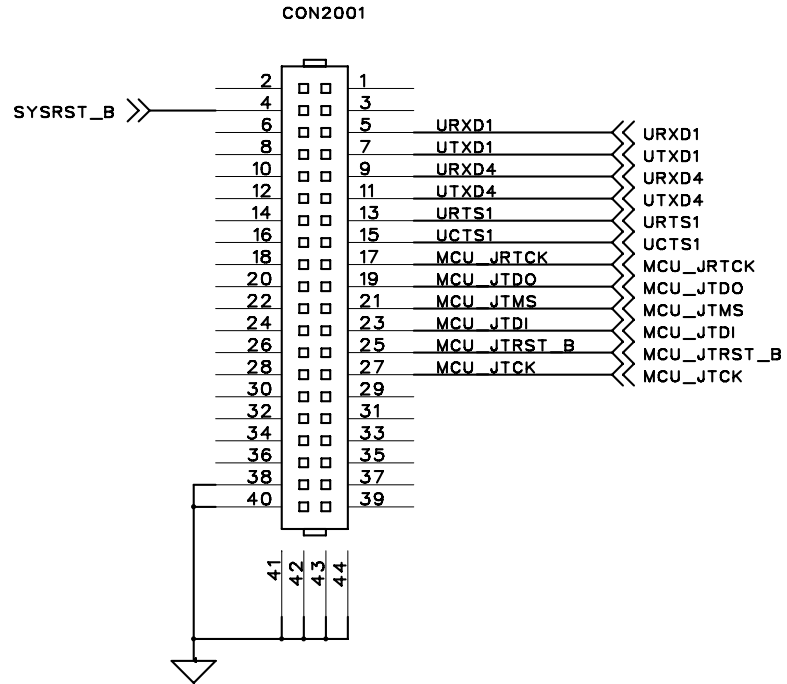 CON2001
2 1
SYSRST_B 4 3
6 5 URXD1 URXD1
8 7 UTXD1 UTXD1
10 9 URXD4 URXD4
12 11 UTXD4 UTXD4
14 13 URTS1 URTS1
16 15 UCTS1 UCTS1
18 17 MCU_JRTCK MCU_JRTCK
20 19 MCU_JTDO MCU_JTDO
22 21 MCU_JTMS MCU_JTMS
24 23 MCU_JTDI MCU_JTDI
26 25 MCU_JTRST_B MCU_JTRST_B
28 27 MCU_JTCK MCU_JTCK
30 29
32 31
34 33
36 35
38 37
40 39
41 42 43 44